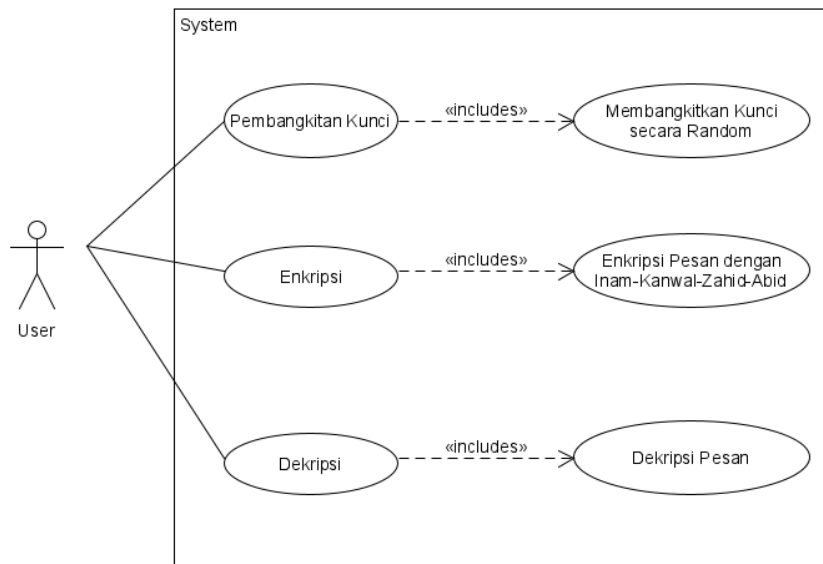 System
Pembangkitan Kunci
«includes»
Membangkitkan Kunci
secara Random
Enkripsi
«includes»
Enkripsi Pesan dengan
Inam-Kanwal-Zahid-Abid
User
Dekripsi
«includes»
Dekripsi Pesan